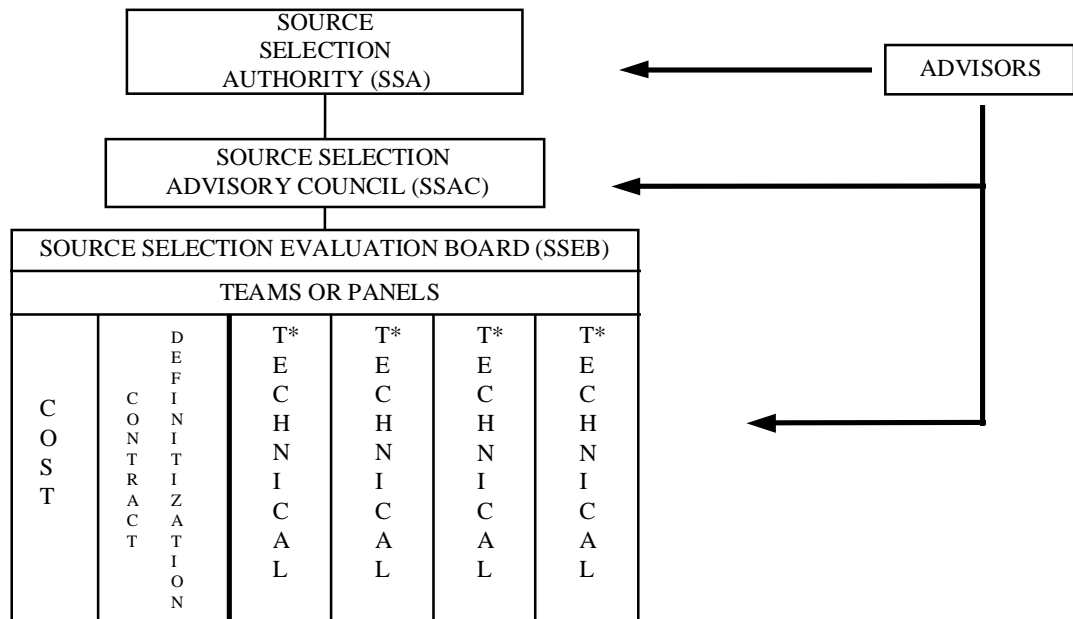 SOURCE
SELECTION
AUTHORITY (SSA)
ADVISORS
SOURCE SELECTION
ADVISORY COUNCIL (SSAC)
SOURCE SELECTION EVALUATION BOARD (SSEB)
TEAMS OR PANELS
COST
CONTRACT
DEFINITIZATION
T*ECHNICAL
T*ECHNICAL
T*ECHNICAL
T*ECHNICAL